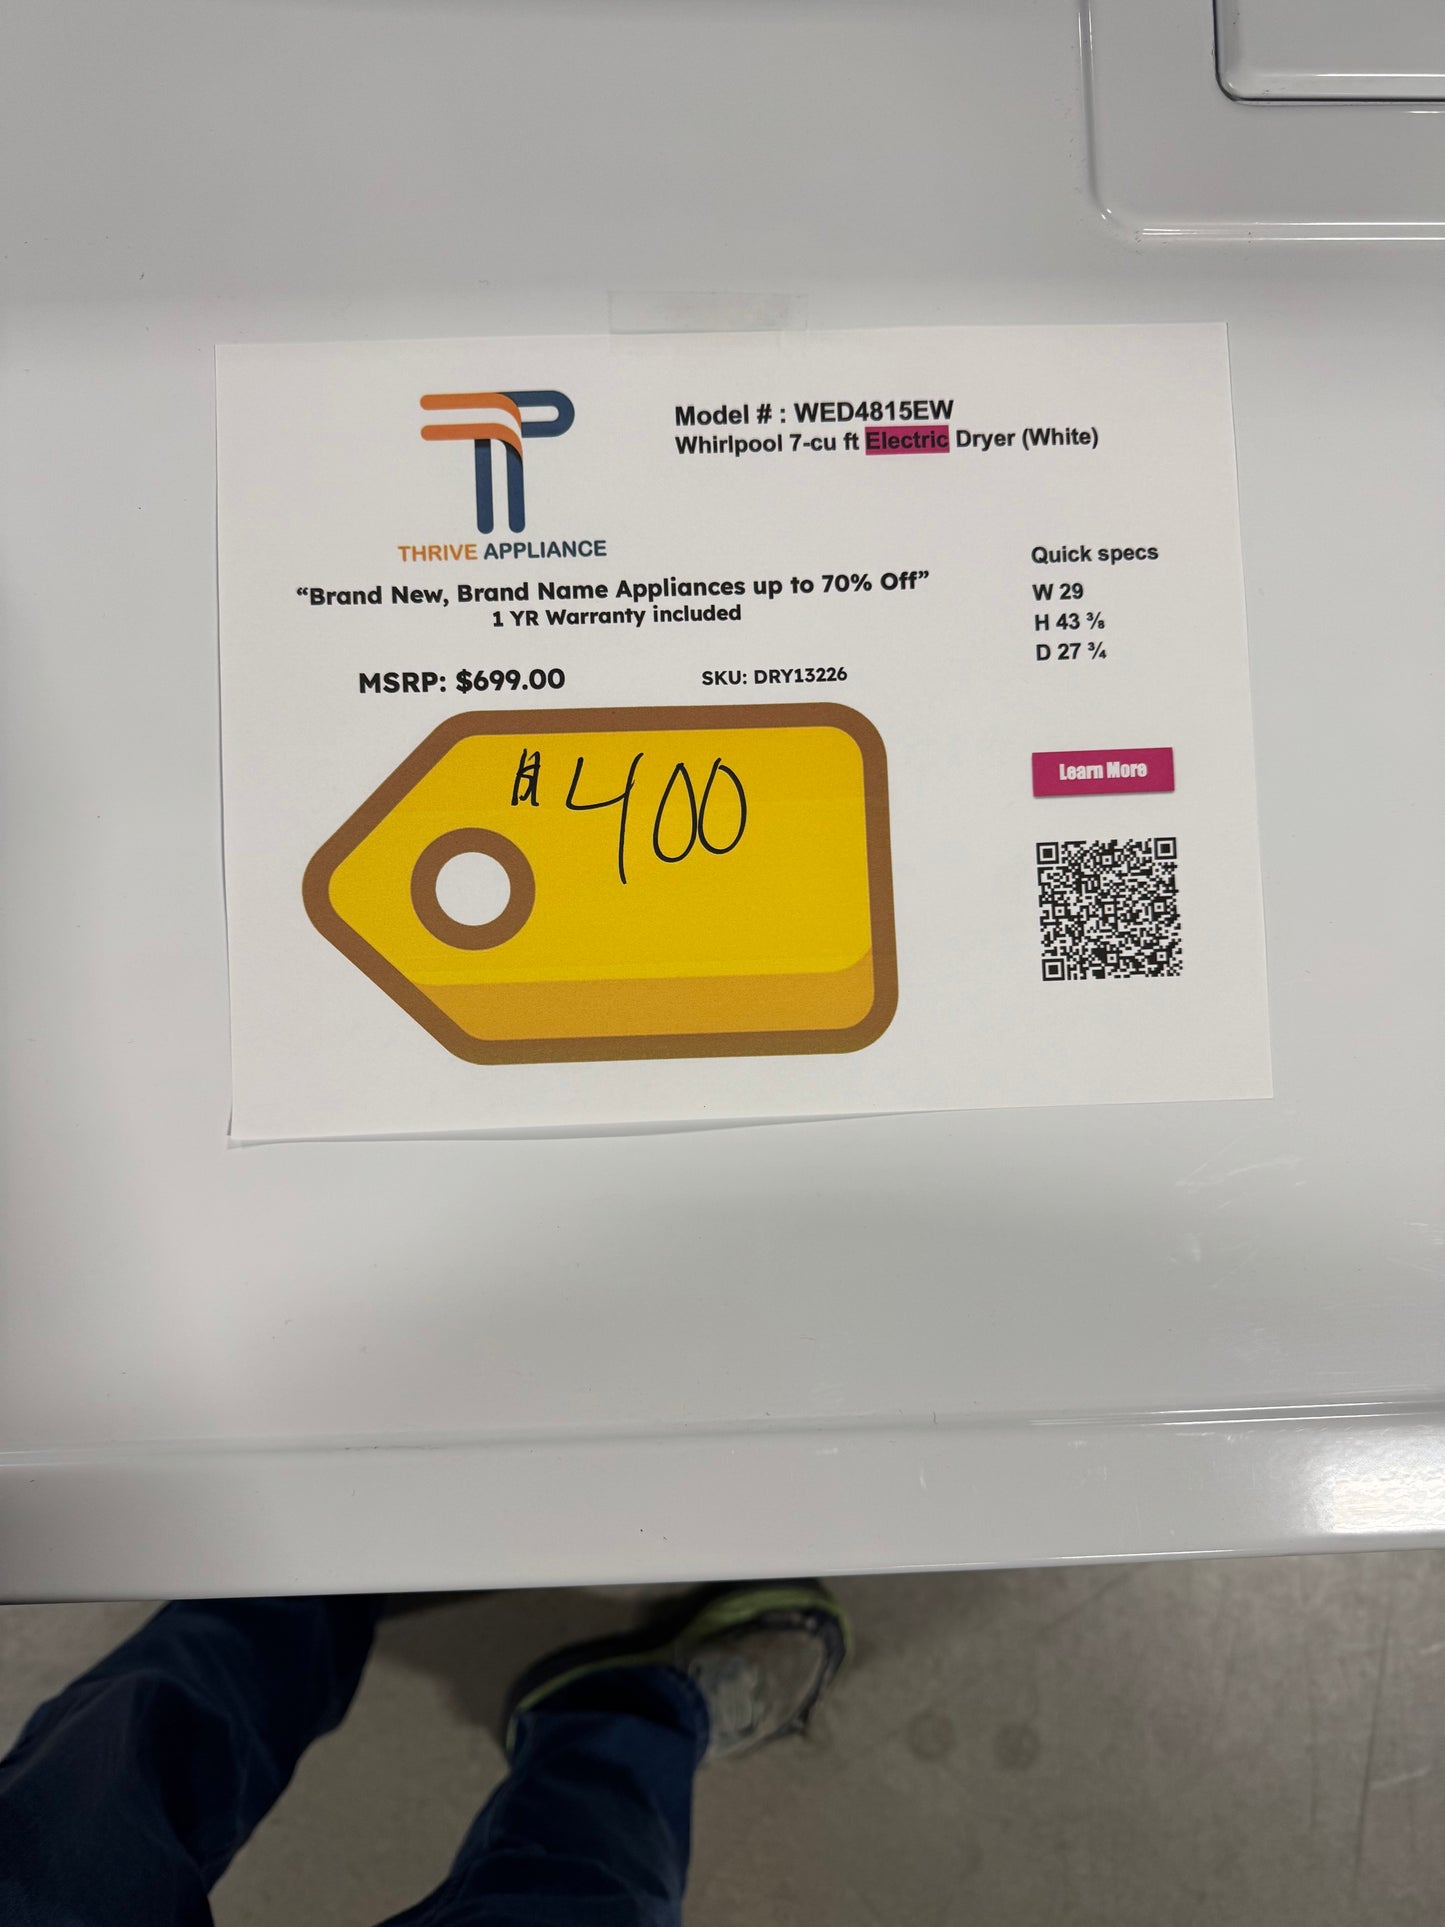 THRIVE APPLIANCE
Model # : WED4815EW
Whirlpool 7-cu ft Electric Dryer (White)
“Brand New, Brand Name Appliances up to 70% Off”
1 YR Warranty included
MSRP: $699.00
SKU: DRY13226
$400
Quick specs
W 29
H 43 ⅜
D 27 ¾
Learn More